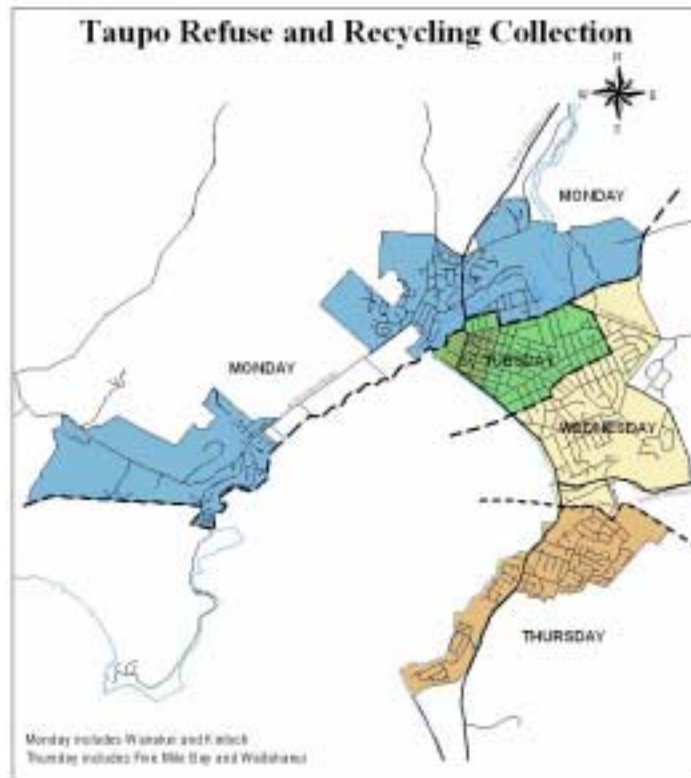 Taupo Refuse and Recycling Collection
N
W E
S
MONDAY
TUESDAY
MONDAY
WEDNESDAY
THURSDAY
Monday includes Wairakei and Kinloch
Thursday includes Five Mile Bay and Waitahanui